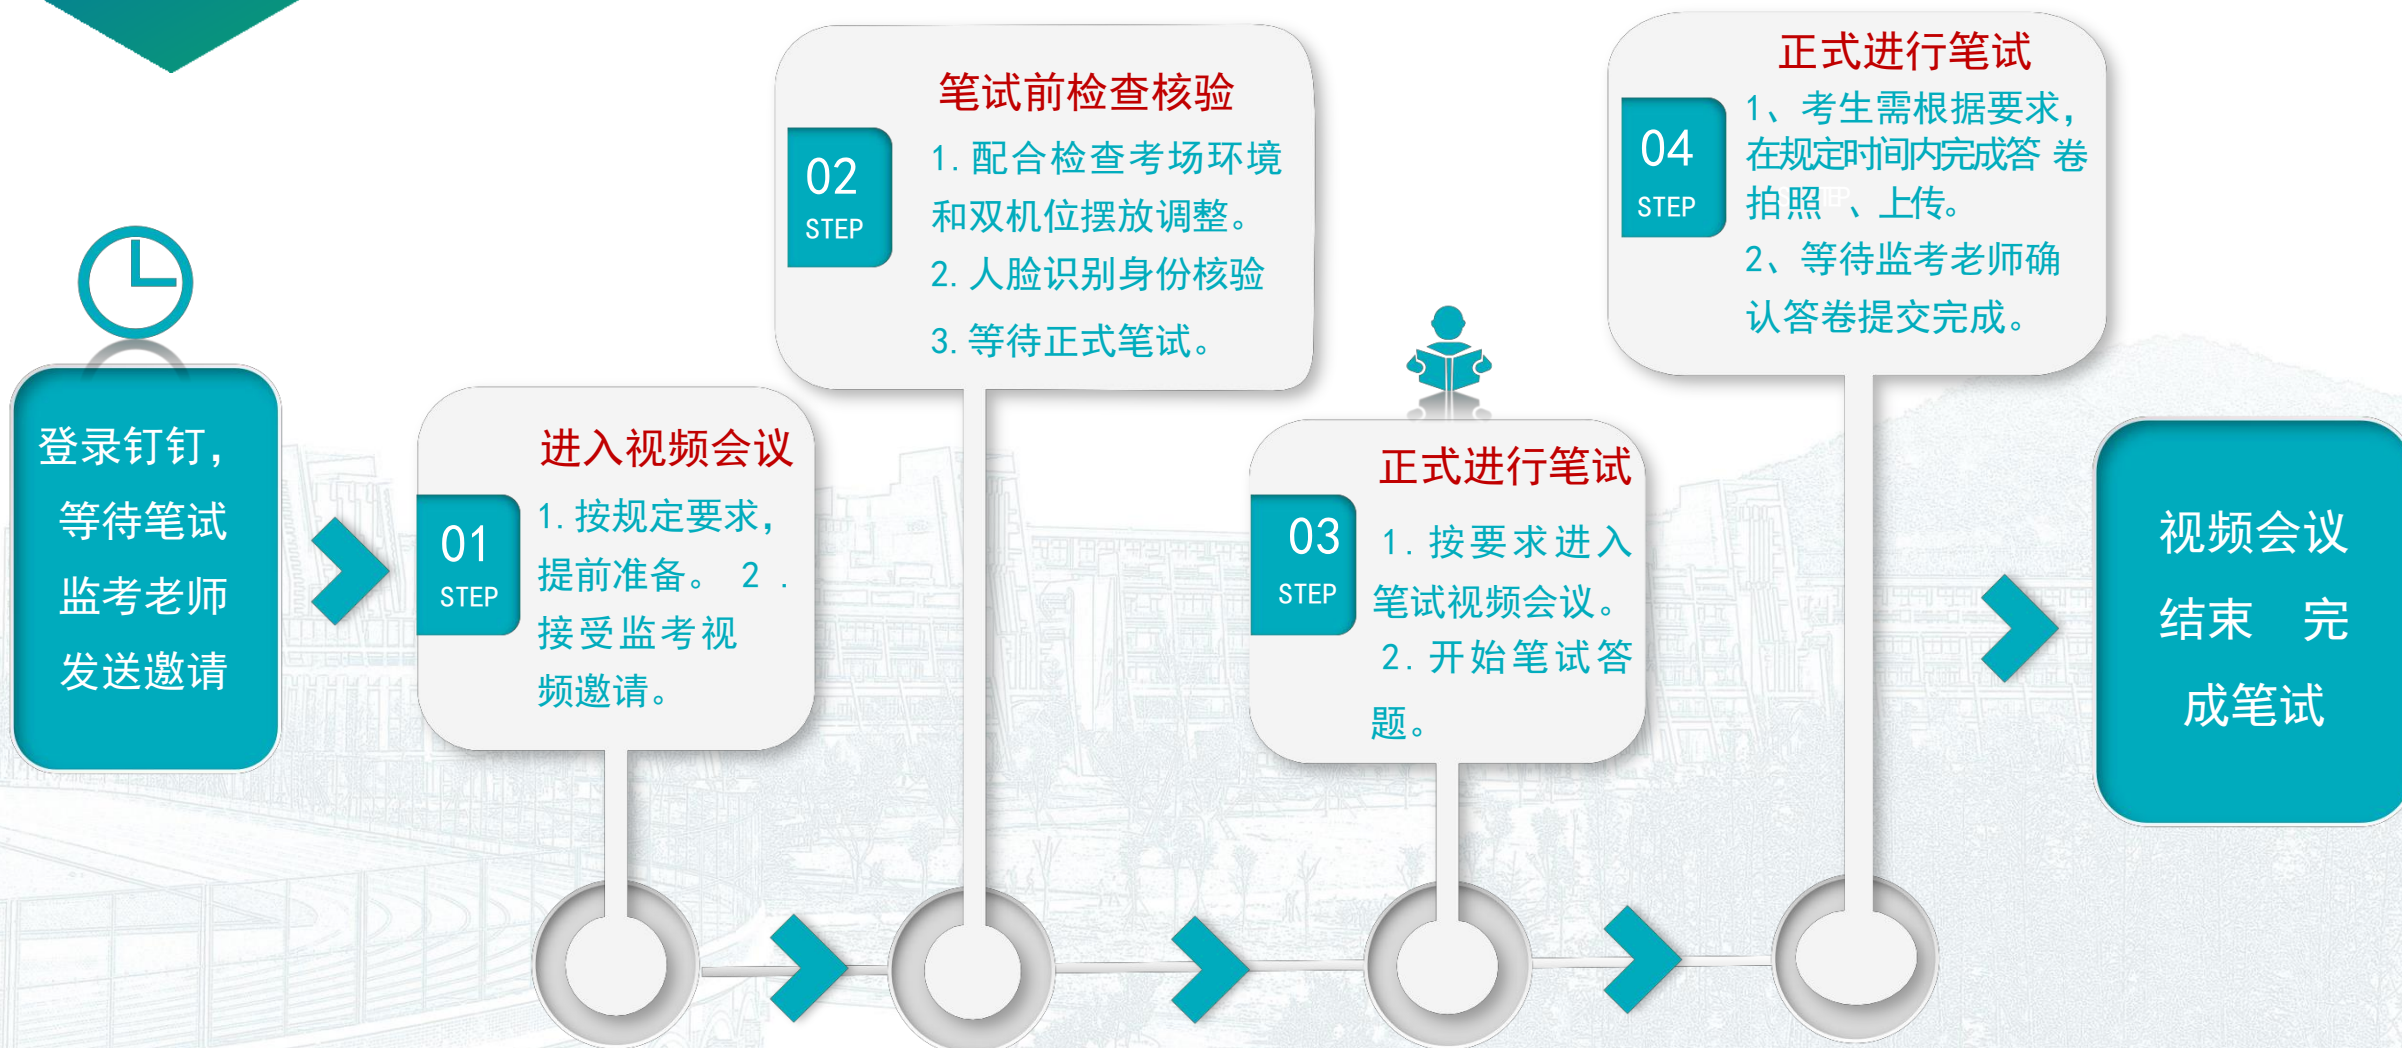 登录钉钉，
等待笔试
监考老师
发送邀请
进入视频会议
01
STEP
1. 按规定要求，
提前准备。 2 .
接受监考视
频邀请。
笔试前检查核验
02
STEP
1. 配合检查考场环境
和双机位摆放调整。
2. 人脸识别身份核验
3. 等待正式笔试。
正式进行笔试
03
STEP
1. 按要求进入
笔试视频会议。
2. 开始笔试答
题。
正式进行笔试
04
STEP
1、考生需根据要求，
在规定时间内完成答 卷
拍照 、上传。
2、等待监考老师确
认答卷提交完成。
视频会议
结束 完
成笔试